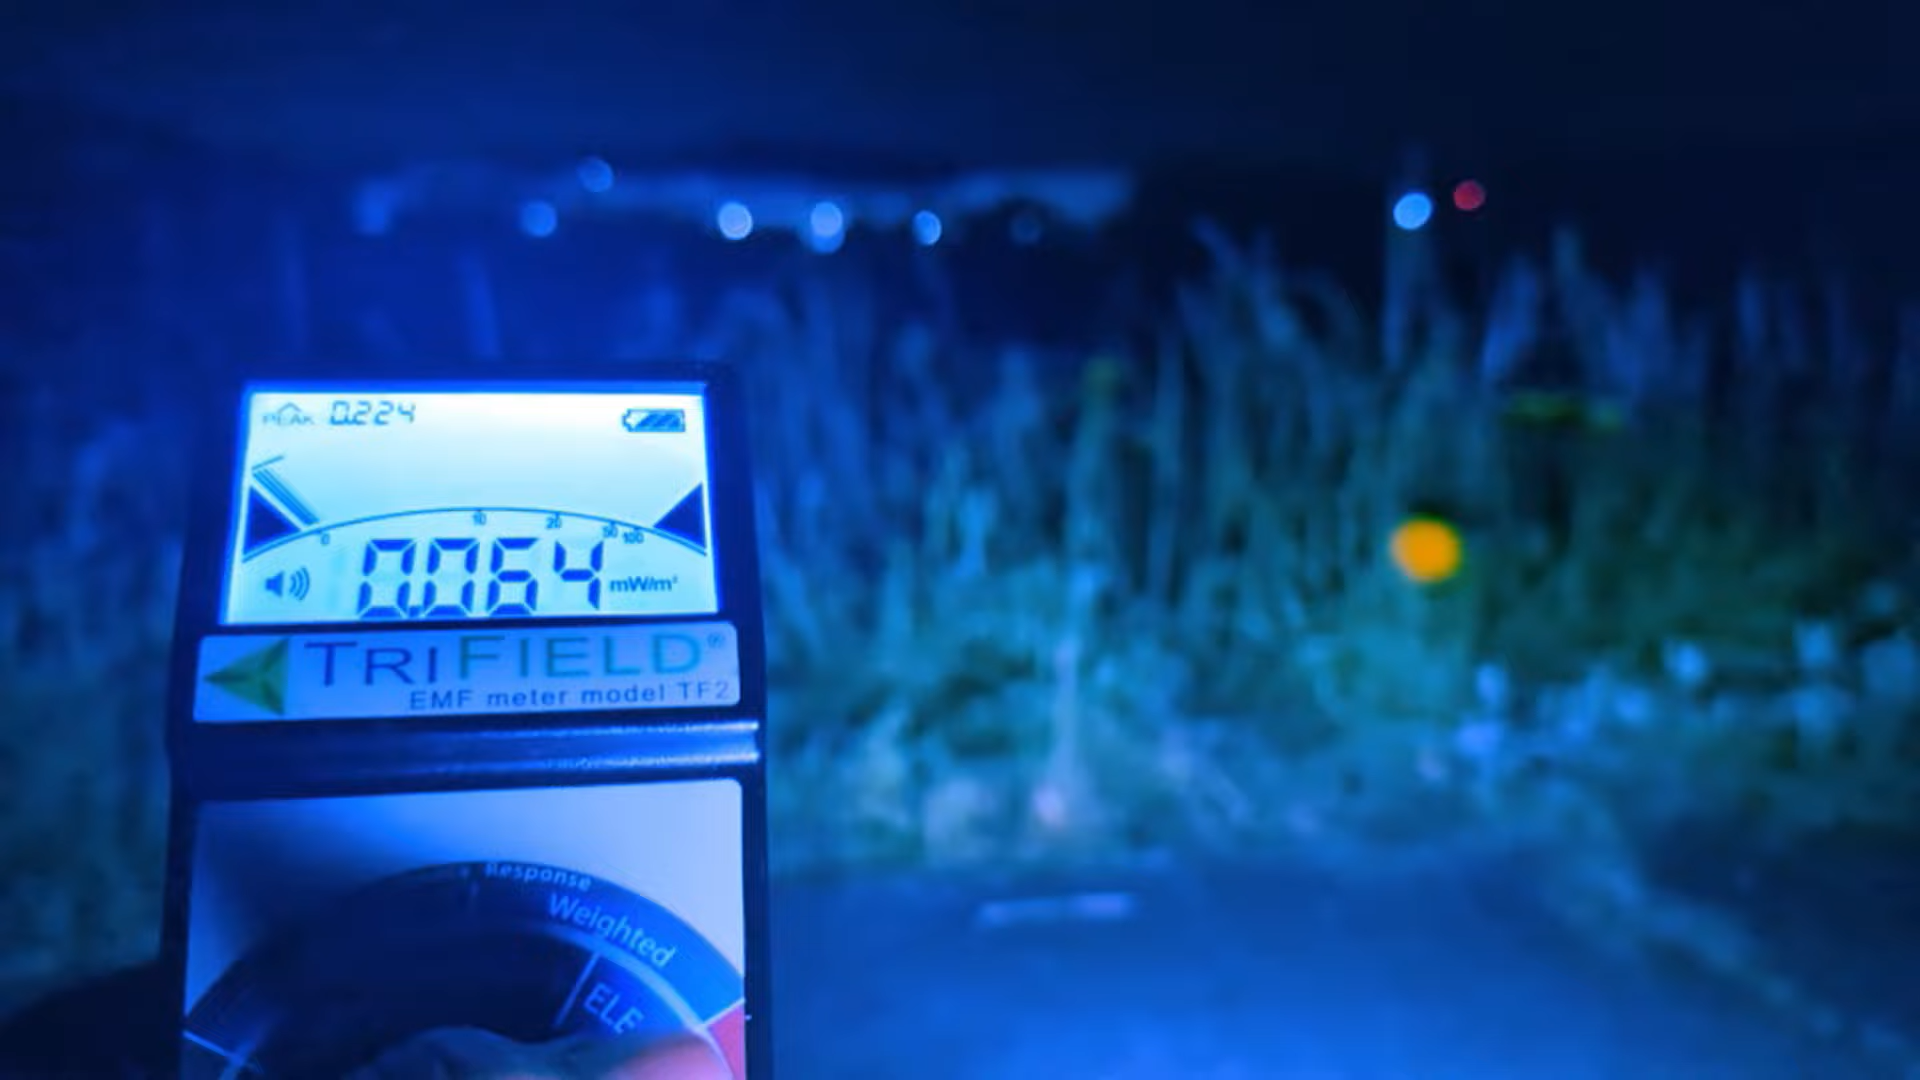 PEAK 0.224
0 10 20 50 100
0.064 mW/m²
TRIFIELD®
EMF meter model TF2
Response
Weighted
ELE